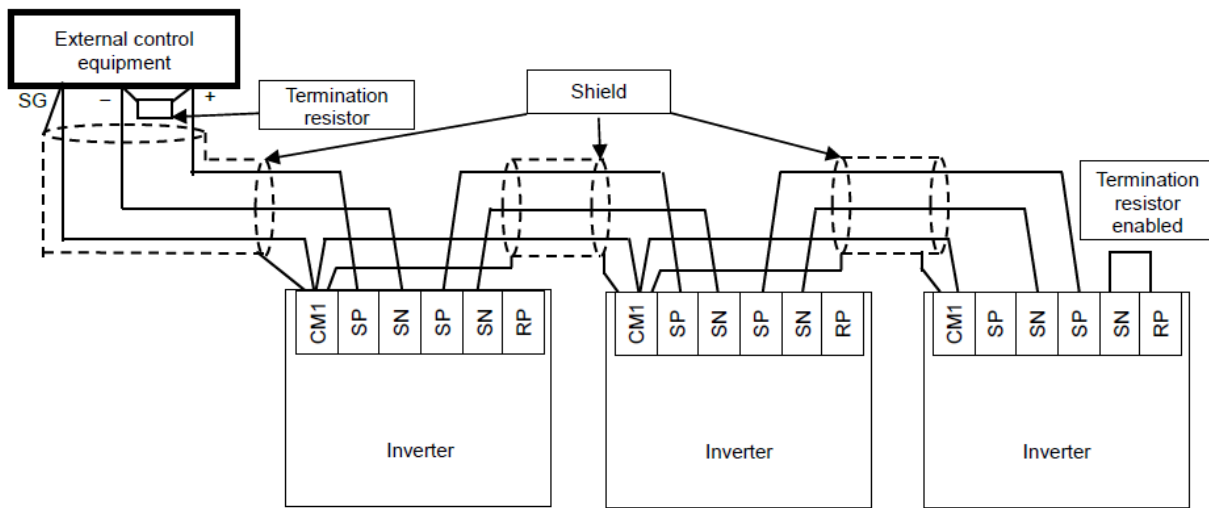 External control
equipment
SG
–
+
Termination
resistor
Shield
Termination
resistor
enabled
CM1
SP
SN
SP
SN
RP
CM1
SP
SN
SP
SN
RP
CM1
SP
SN
SP
SN
RP
Inverter
Inverter
Inverter